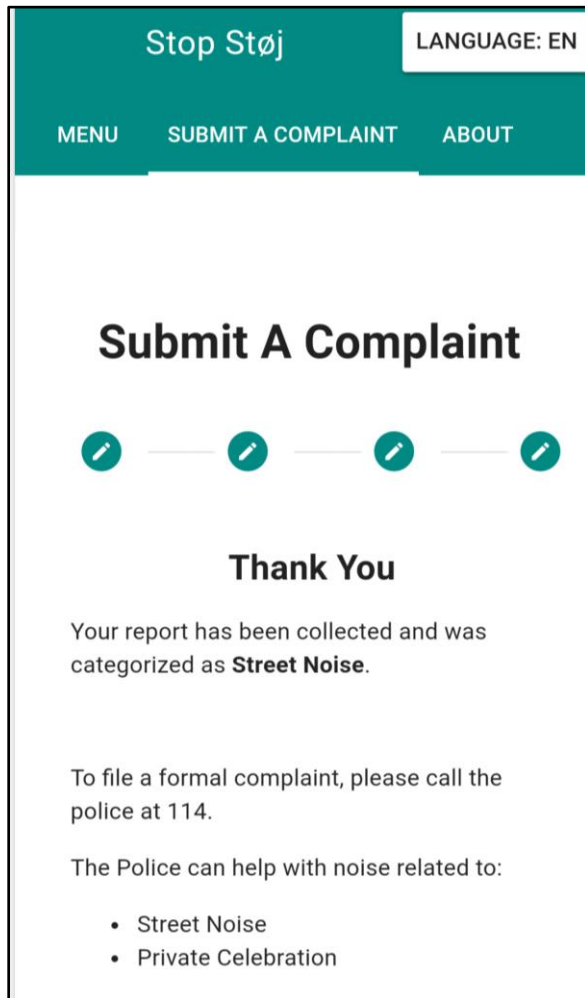 Stop Støj
LANGUAGE: EN
MENU SUBMIT A COMPLAINT ABOUT
Submit A Complaint
Thank You
Your report has been collected and was
categorized as Street Noise.
To file a formal complaint, please call the
police at 114.
The Police can help with noise related to:
• Street Noise
• Private Celebration